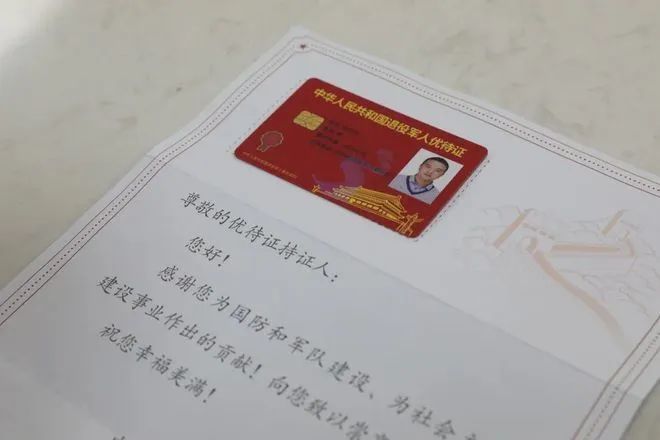 中华人民共和国退役军人优待证
尊敬的优待证持证人：
您好！
感谢您为国防和军队建设、为社会主
建设事业作出的贡献！向您致以崇
祝您幸福美满！